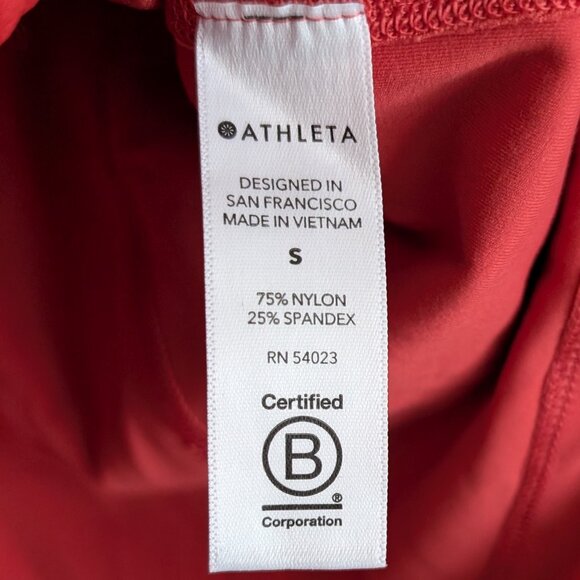 ATHLETA
DESIGNED IN
SAN FRANCISCO
MADE IN VIETNAM
S
75% NYLON
25% SPANDEX
RN 54023
Certified
B
®
Corporation